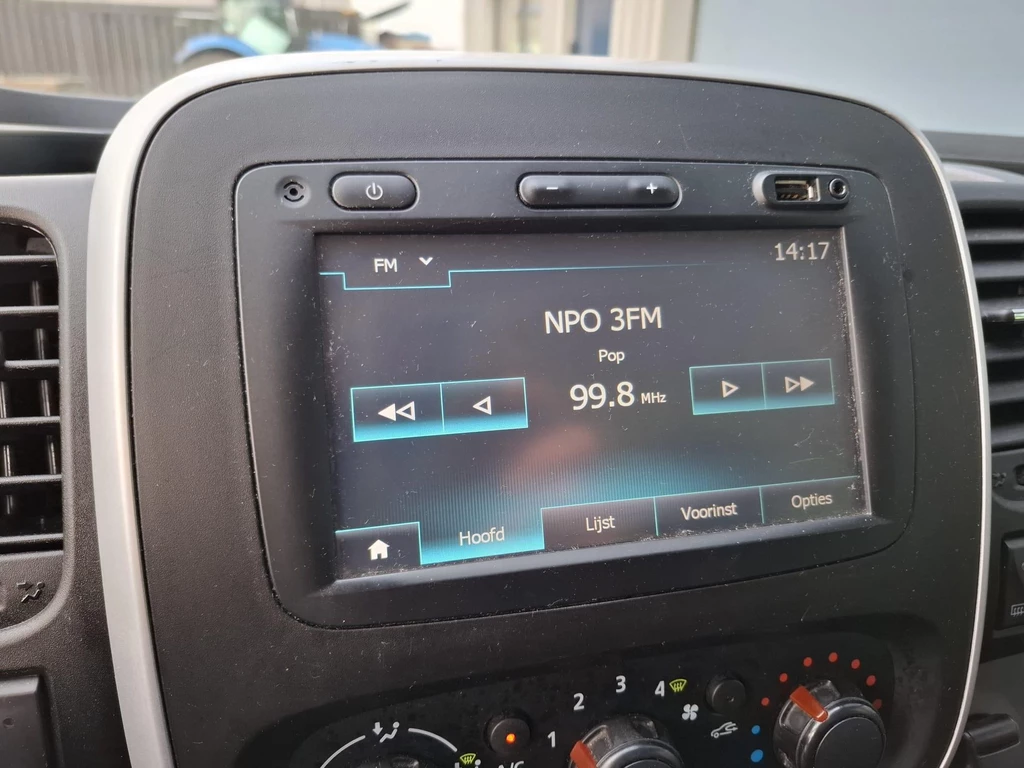 FM
14:17
NPO 3FM
Pop
99.8 MHz
Hoofd
Lijst
Voorinst
Opties
1
2
3
4
A/C